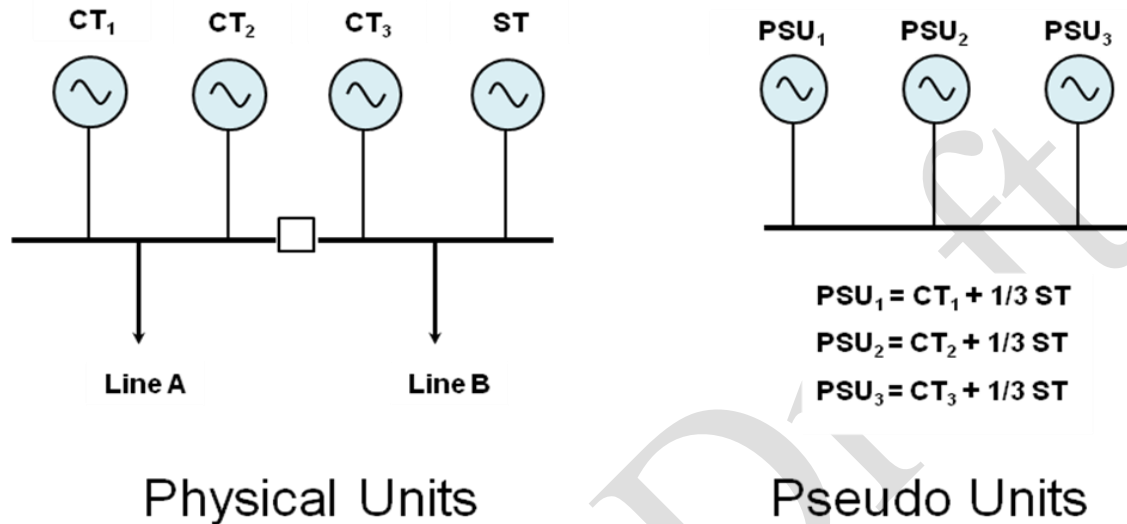 CT₁ CT₂ CT₃ ST
Line A Line B
Physical Units
PSU₁ PSU₂ PSU₃
PSU₁ = CT₁ + 1/3 ST
PSU₂ = CT₂ + 1/3 ST
PSU₃ = CT₃ + 1/3 ST
Pseudo Units
Draft